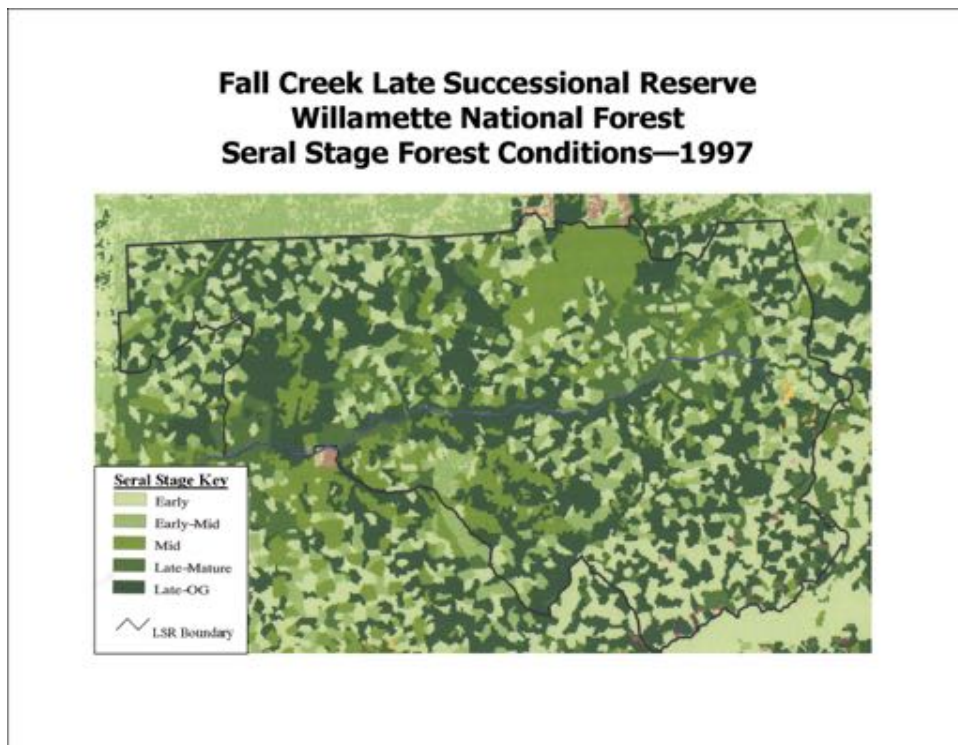 Fall Creek Late Successional Reserve
Willamette National Forest
Seral Stage Forest Conditions—1997
Seral Stage Key
Early
Early-Mid
Mid
Late-Mature
Late-OG
LSR Boundary